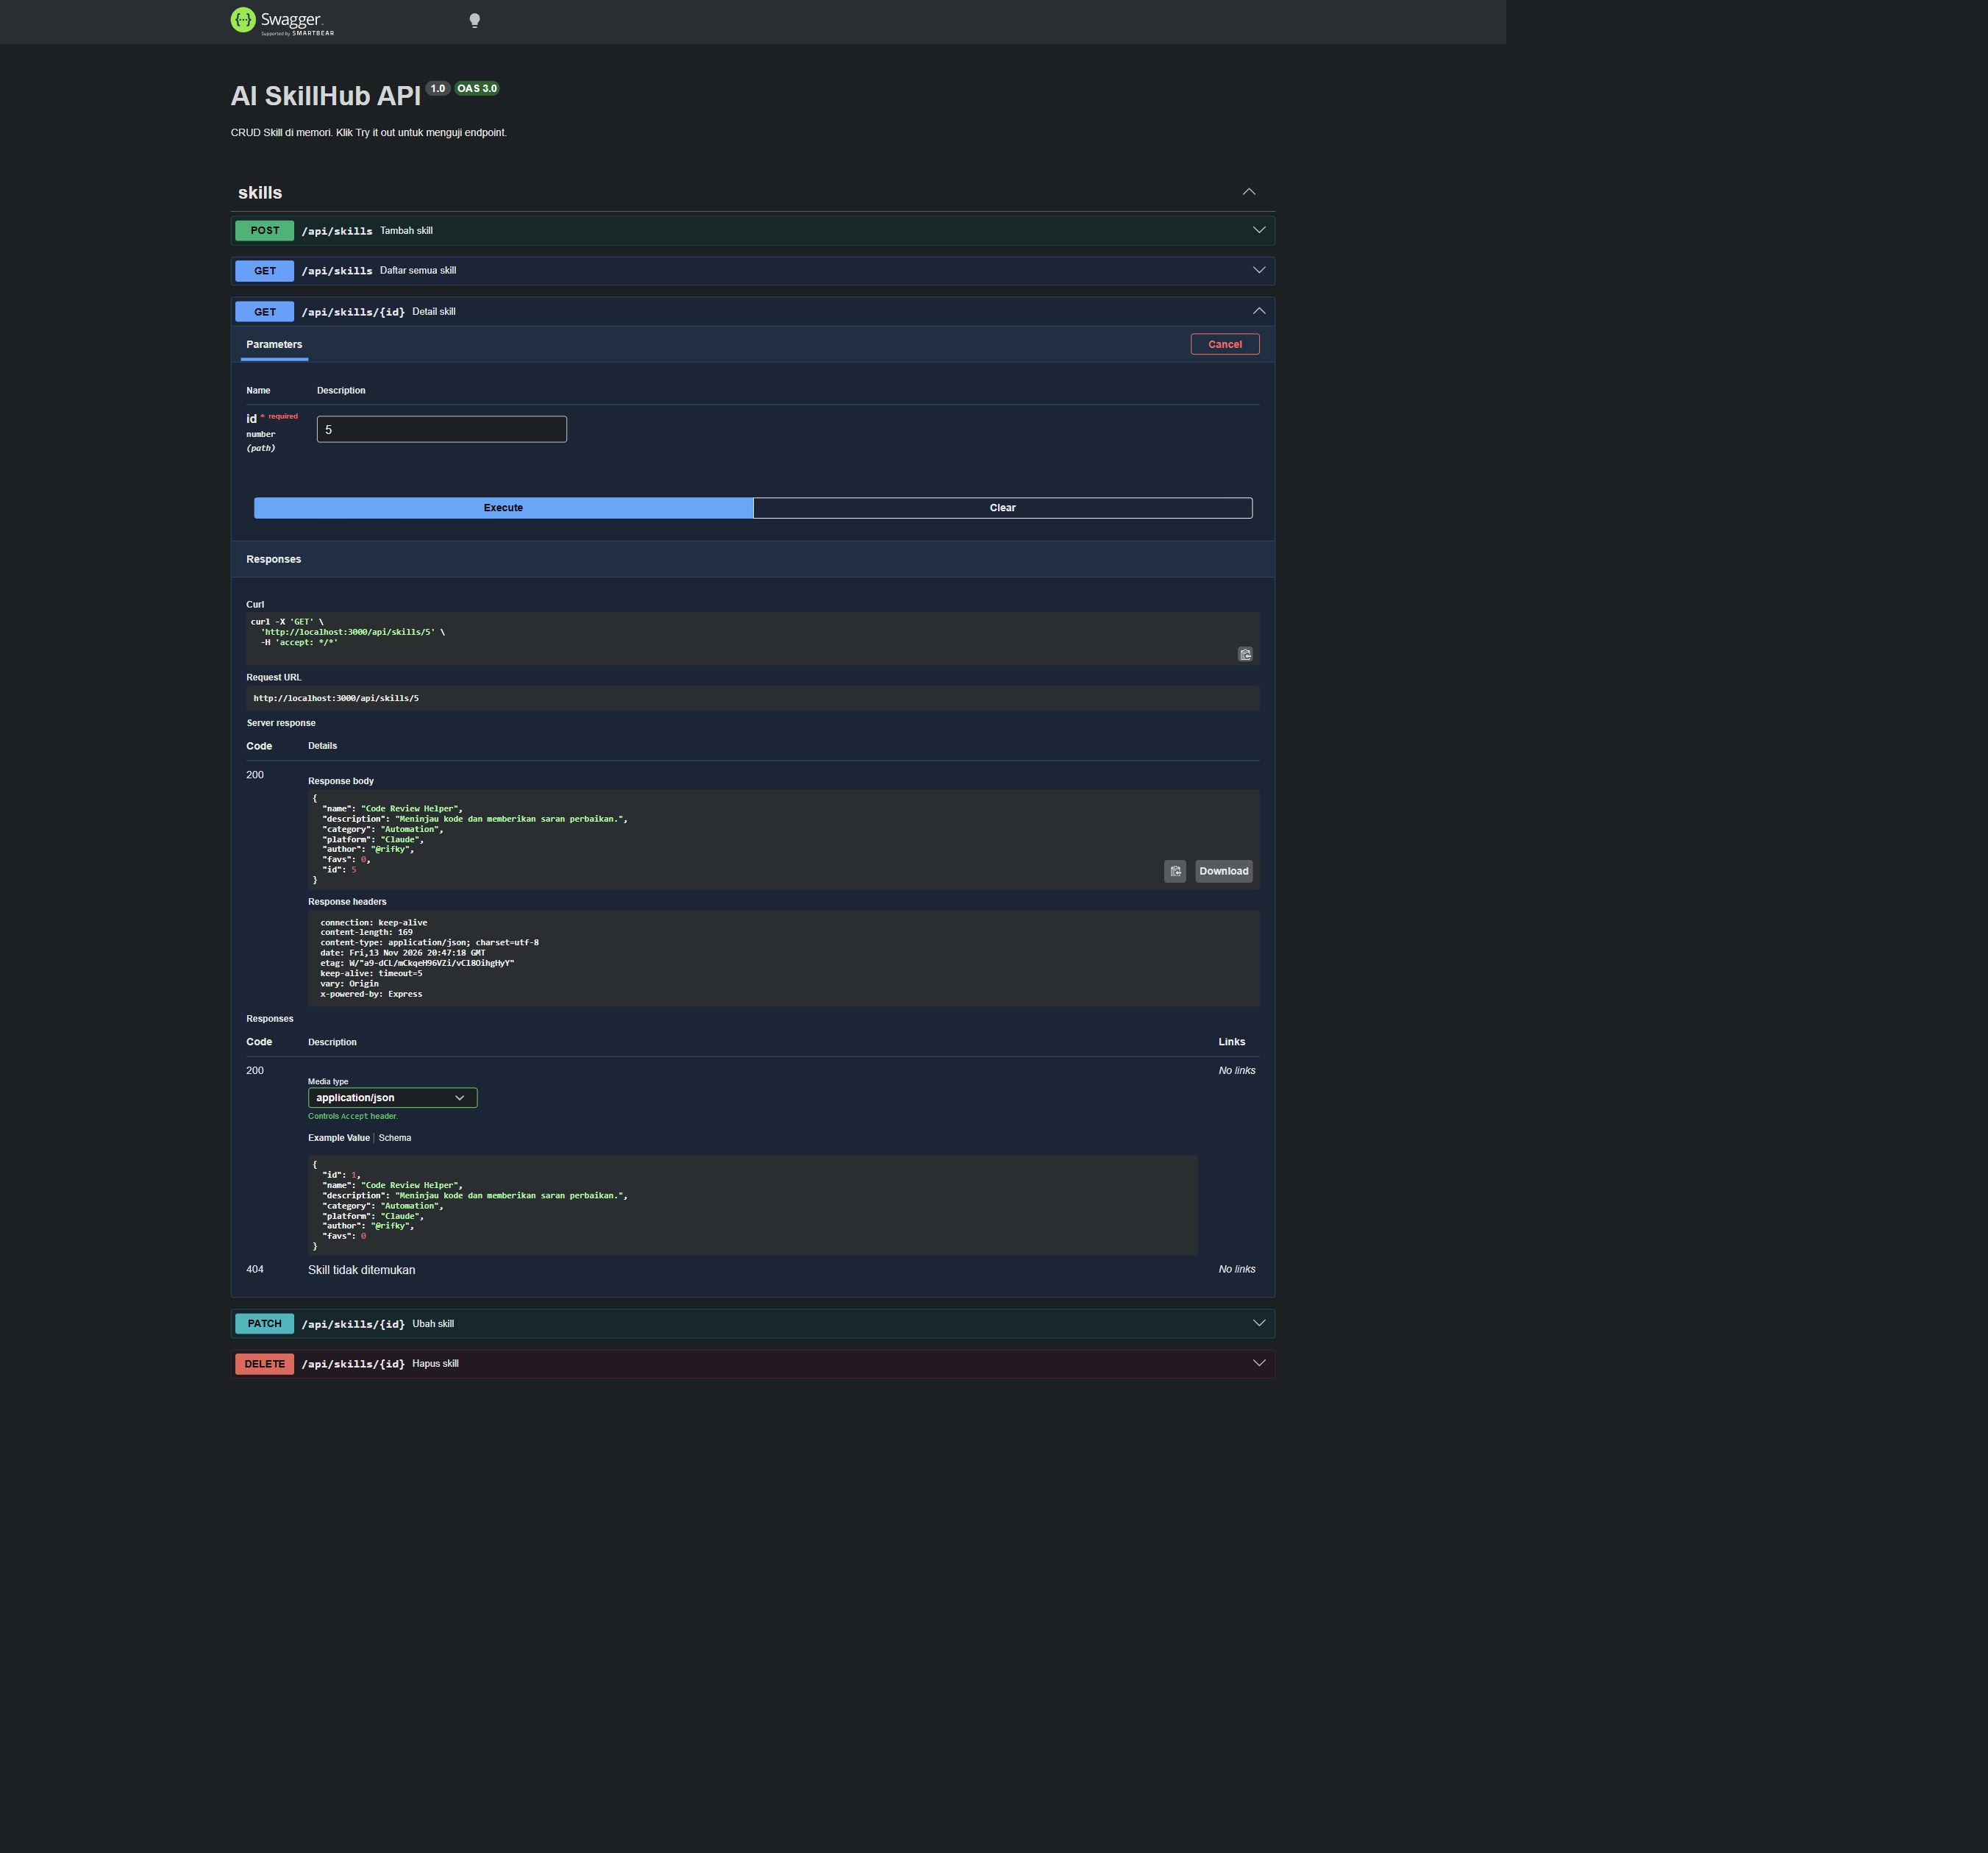 Swagger.
Supported by SMARTBEAR
AI SkillHub API 1.0 OAS 3.0
CRUD Skill di memori. Klik Try it out untuk menguji endpoint.
skills
POST /api/skills Tambah skill
GET /api/skills Daftar semua skill
GET /api/skills/{id} Detail skill
Parameters Cancel
Name Description
id * required 5
number
(path)
Execute Clear
Responses
Curl
curl -X 'GET' \
'http://localhost:3000/api/skills/5' \
-H 'accept: */*'
Request URL
http://localhost:3000/api/skills/5
Server response
Code Details
200 Response body
{
"name": "Code Review Helper",
"description": "Meninjau kode dan memberikan saran perbaikan.",
"category": "Automation",
"platform": "Claude",
"author": "@rifky",
"favs": 0,
"id": 5
}
Download
Response headers
connection: keep-alive
content-length: 169
content-type: application/json; charset=utf-8
date: Fri,13 Nov 2026 20:47:18 GMT
etag: W/"a9-dCL/mCkqeH96VZi/vCl8OihgHyY"
keep-alive: timeout=5
vary: Origin
x-powered-by: Express
Responses
Code Description Links
200 No links
Media type
application/json
Controls Accept header.
Example Value | Schema
{
"id": 1,
"name": "Code Review Helper",
"description": "Meninjau kode dan memberikan saran perbaikan.",
"category": "Automation",
"platform": "Claude",
"author": "@rifky",
"favs": 0
}
404 Skill tidak ditemukan No links
PATCH /api/skills/{id} Ubah skill
DELETE /api/skills/{id} Hapus skill